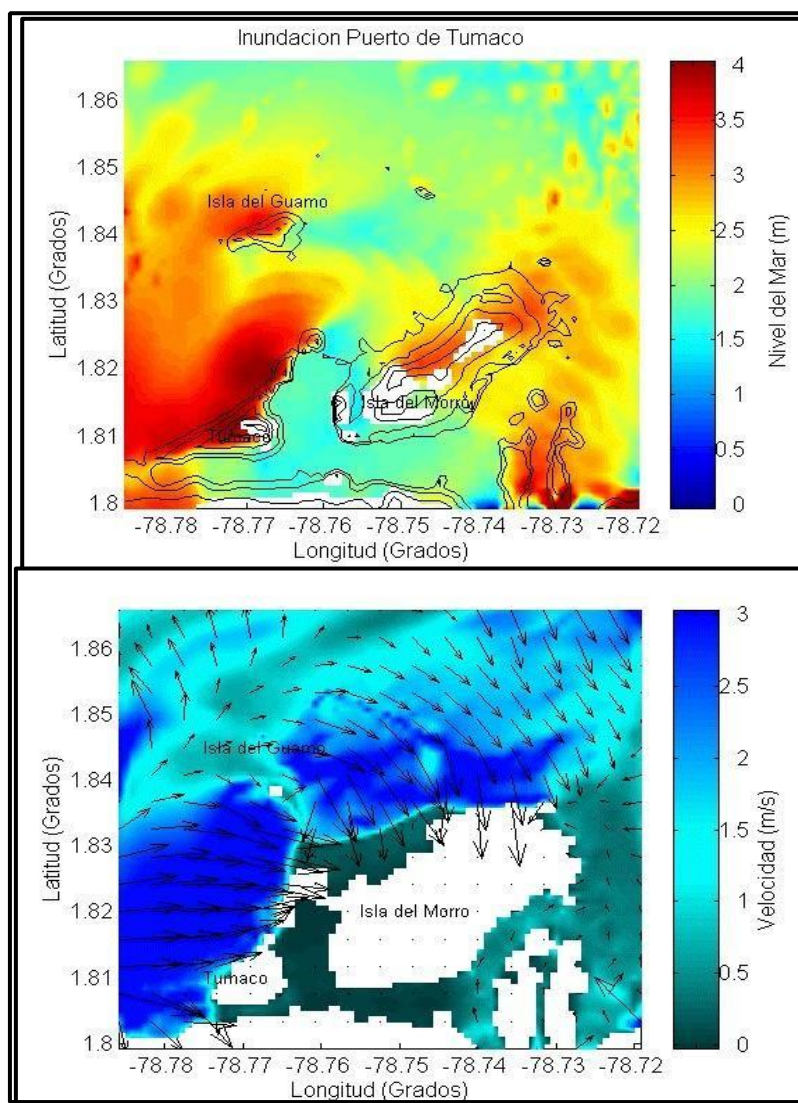 Inundacion Puerto de Tumaco
1.86
1.85
1.84
1.83
1.82
1.81
1.8
Latitud (Grados)
Isla del Guamo
Isla del Morro
Tumaco
-78.78 -78.77 -78.76 -78.75 -78.74 -78.73 -78.72
Longitud (Grados)
4
3.5
3
2.5
2
1.5
1
0.5
0
Nivel del Mar (m)
1.86
1.85
1.84
1.83
1.82
1.81
1.8
Latitud (Grados)
Isla del Guamo
Isla del Morro
Tumaco
-78.78 -78.77 -78.76 -78.75 -78.74 -78.73 -78.72
Longitud (Grados)
3
2.5
2
1.5
1
0.5
0
Velocidad (m/s)